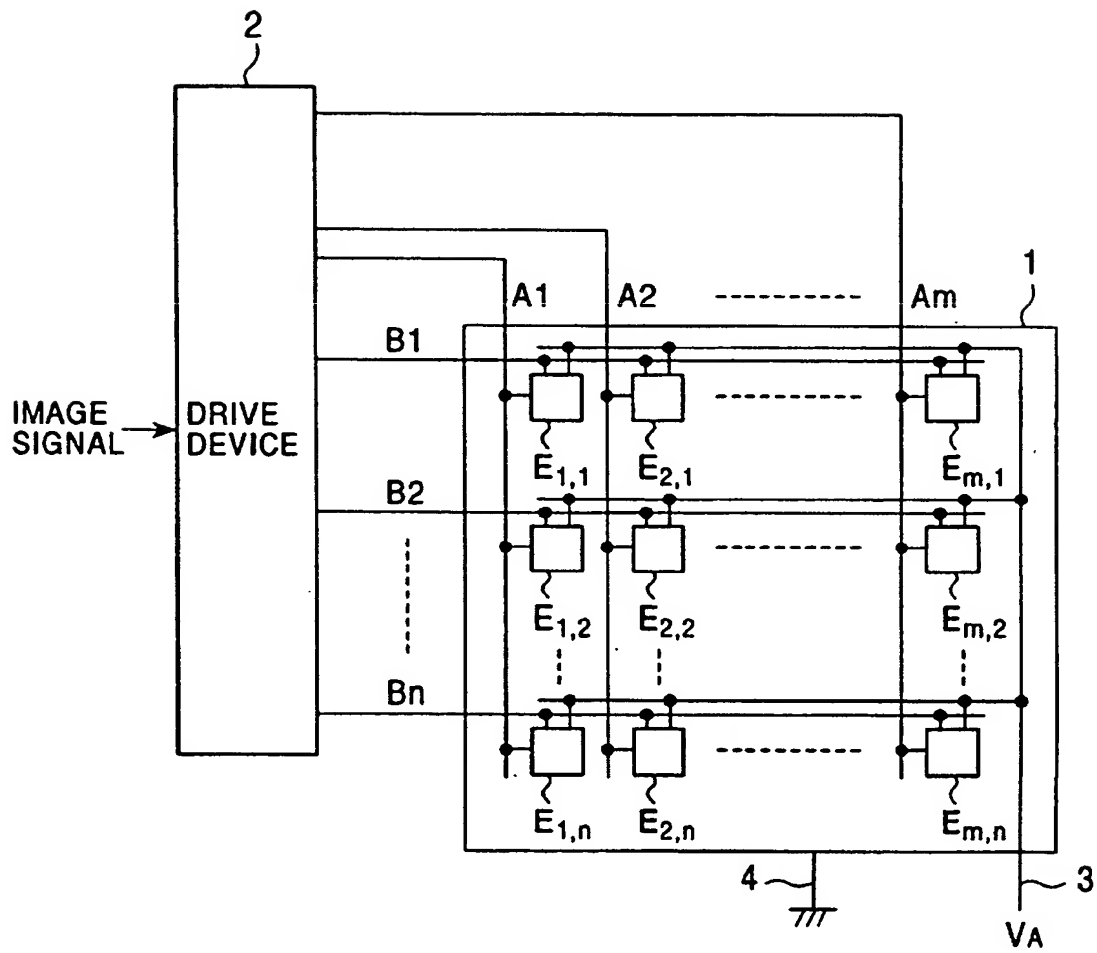 2
1
A1 A2 Am
B1
IMAGE
SIGNAL
DRIVE
DEVICE
E1,1 E2,1 Em,1
B2
E1,2 E2,2 Em,2
Bn
E1,n E2,n Em,n
4 3
VA